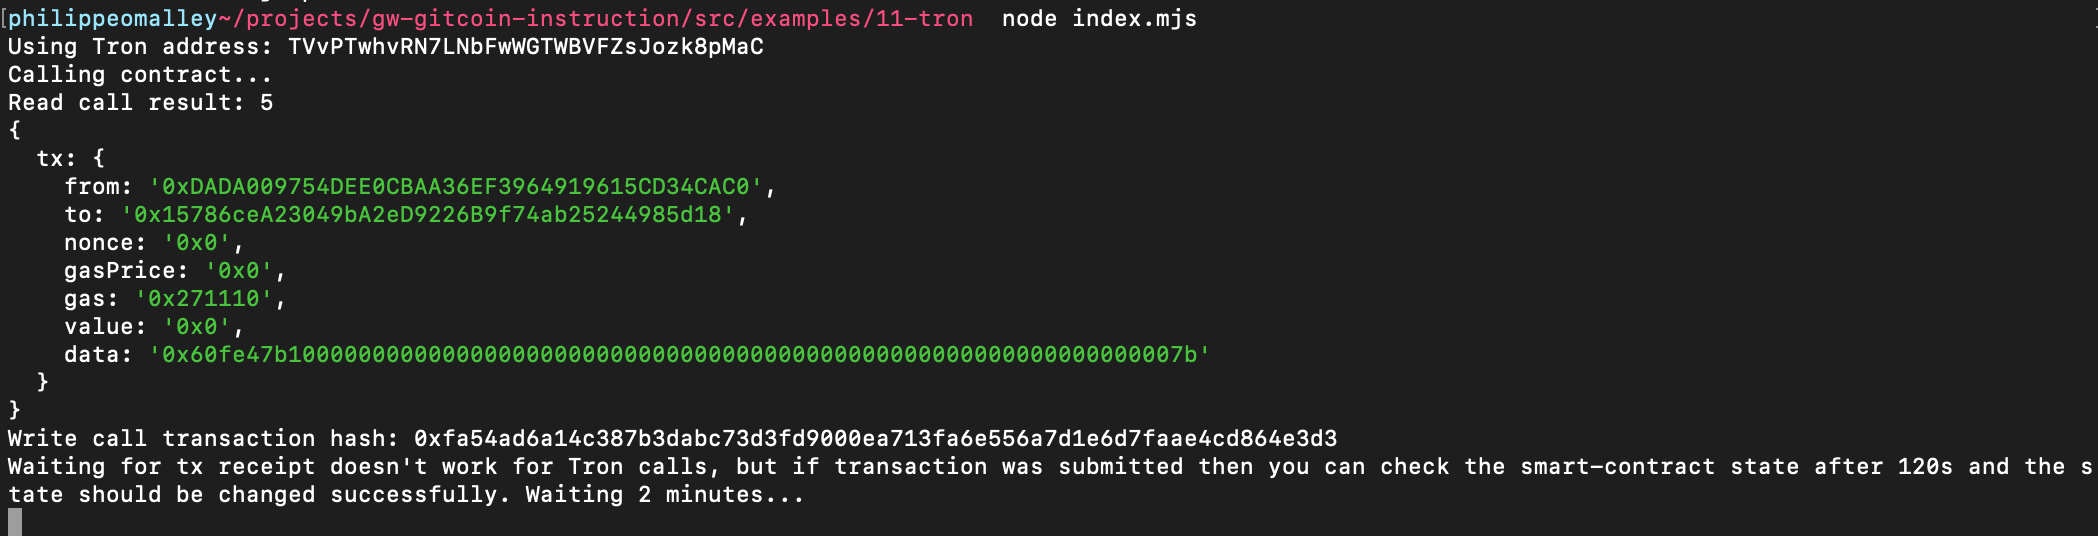 philippeomalley~/projects/gw-gitcoin-instruction/src/examples/11-tron  node index.mjs
Using Tron address: TVvPTwhvRN7LNbFwWGTWBVFZsJozk8pMaC
Calling contract...
Read call result: 5
{
  tx: {
    from: '0xDADA009754DEE0CBAA36EF3964919615CD34CAC0',
    to: '0x15786ceA23049bA2eD9226B9f74ab25244985d18',
    nonce: '0x0',
    gasPrice: '0x0',
    gas: '0x271110',
    value: '0x0',
    data: '0x60fe47b1000000000000000000000000000000000000000000000000000000000000007b'
  }
}
Write call transaction hash: 0xfa54ad6a14c387b3dabc73d3fd9000ea713fa6e556a7d1e6d7faae4cd864e3d3
Waiting for tx receipt doesn't work for Tron calls, but if transaction was submitted then you can check the smart-contract state after 120s and the s
tate should be changed successfully. Waiting 2 minutes...